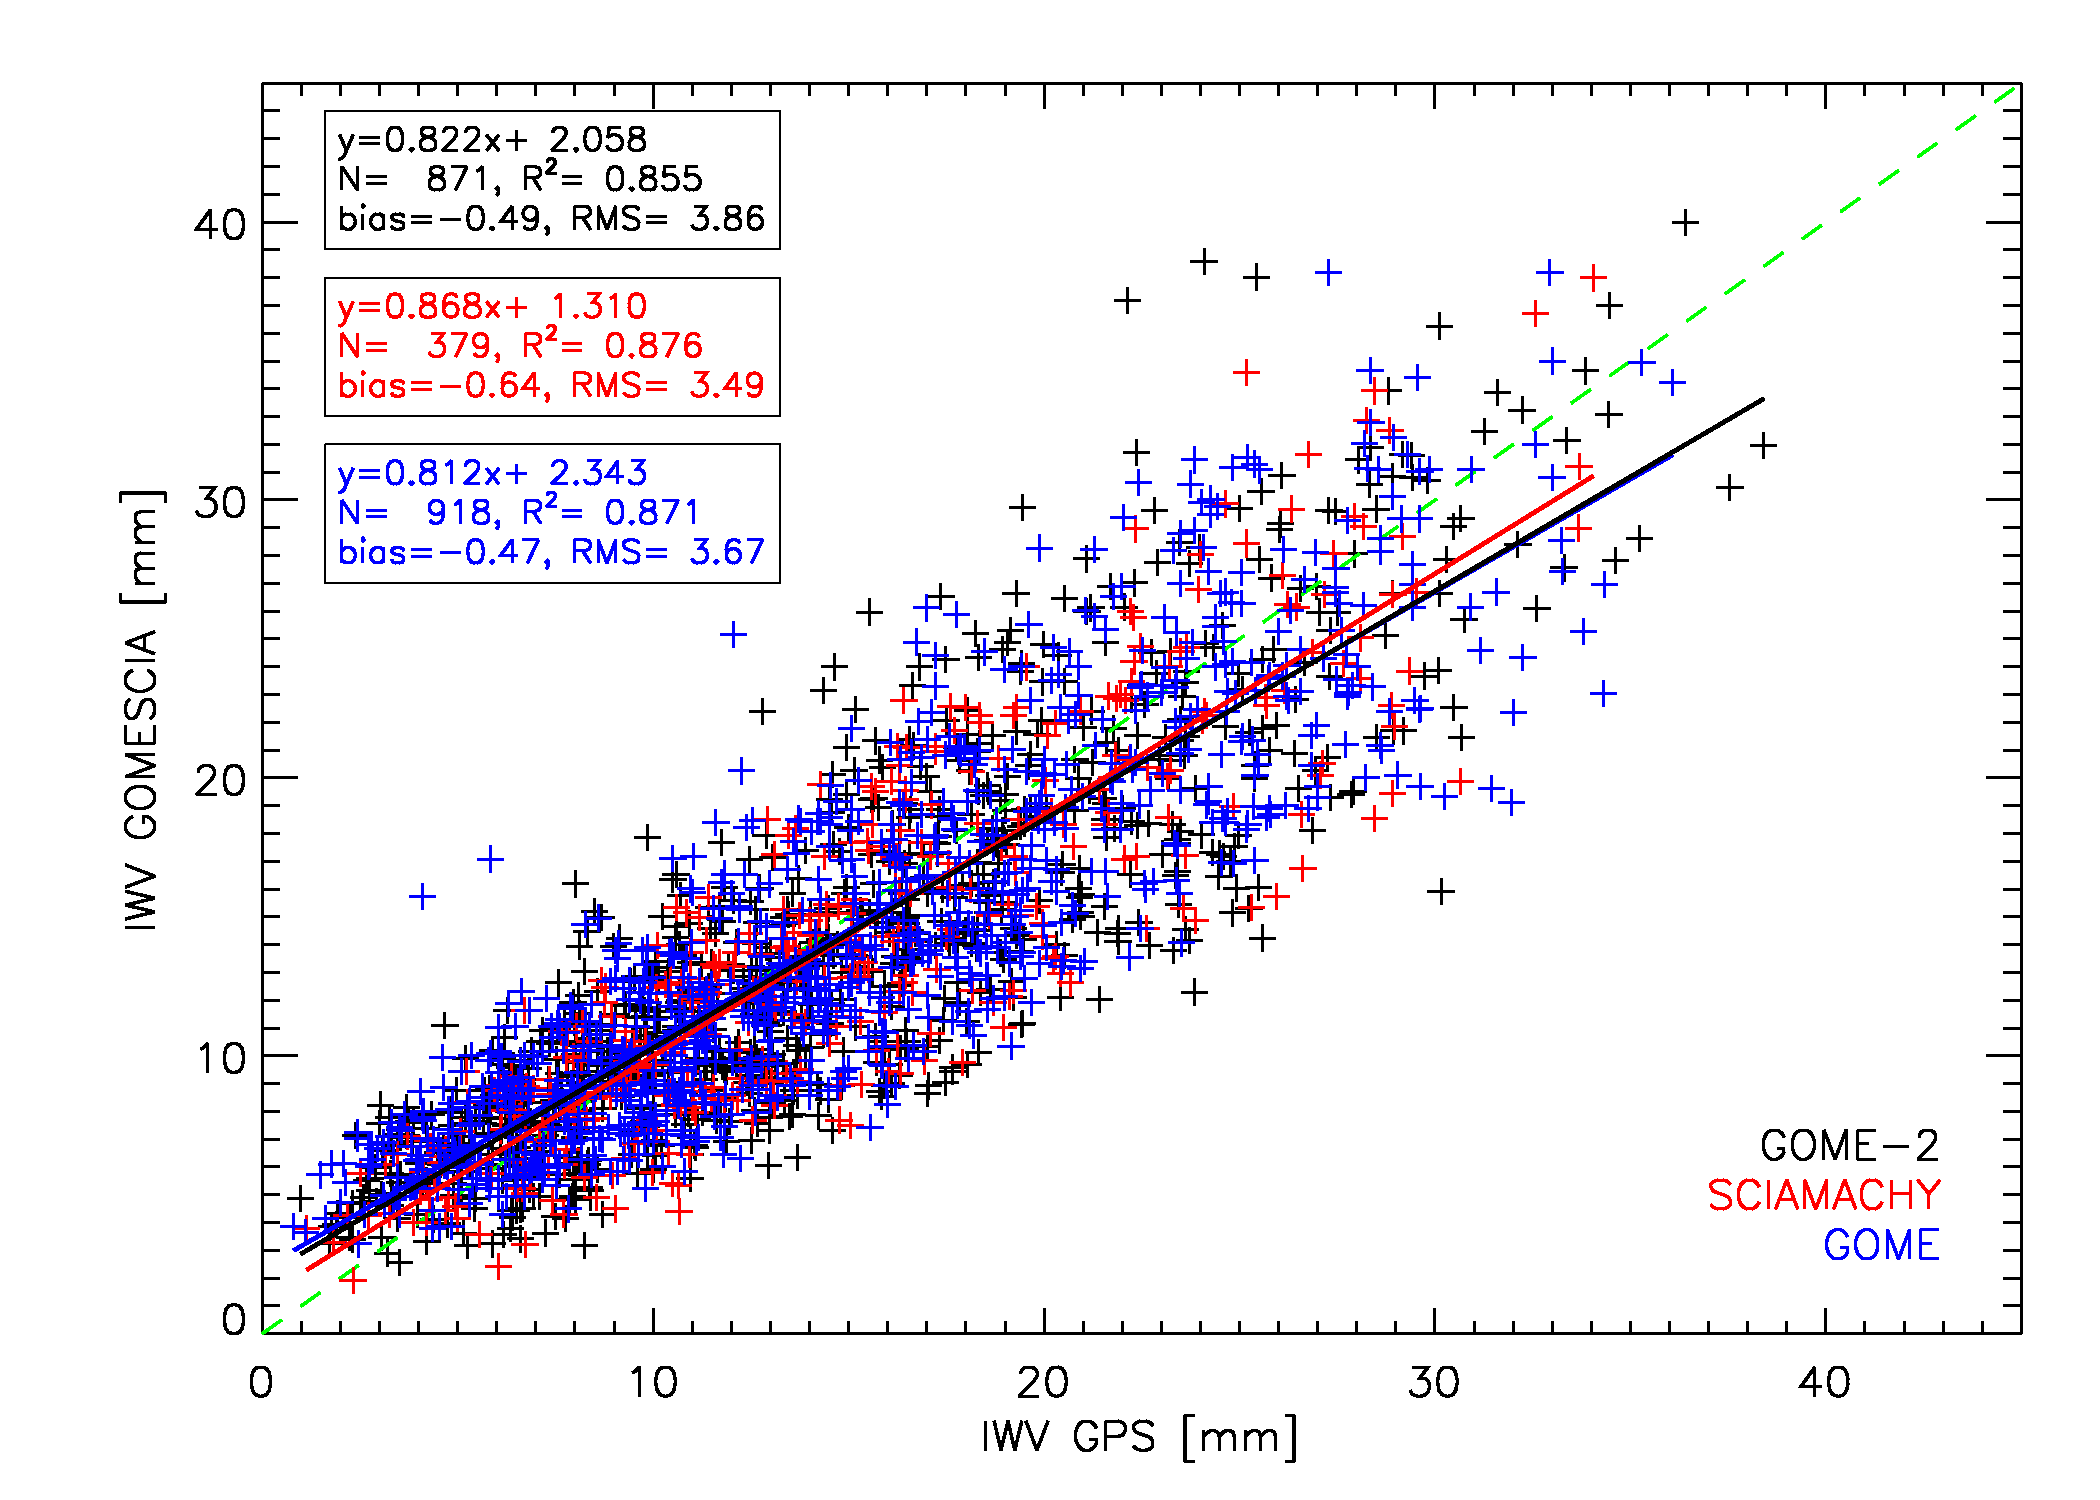 y=0.822x+ 2.058
N= 871, R²= 0.855
bias=−0.49, RMS= 3.86
y=0.868x+ 1.310
N= 379, R²= 0.876
bias=−0.64, RMS= 3.49
y=0.812x+ 2.343
N= 918, R²= 0.871
bias=−0.47, RMS= 3.67
40
30
20
10
0
IWV GOMESCIA [mm]
GOME−2
SCIAMACHY
GOME
0 10 20 30 40
IWV GPS [mm]